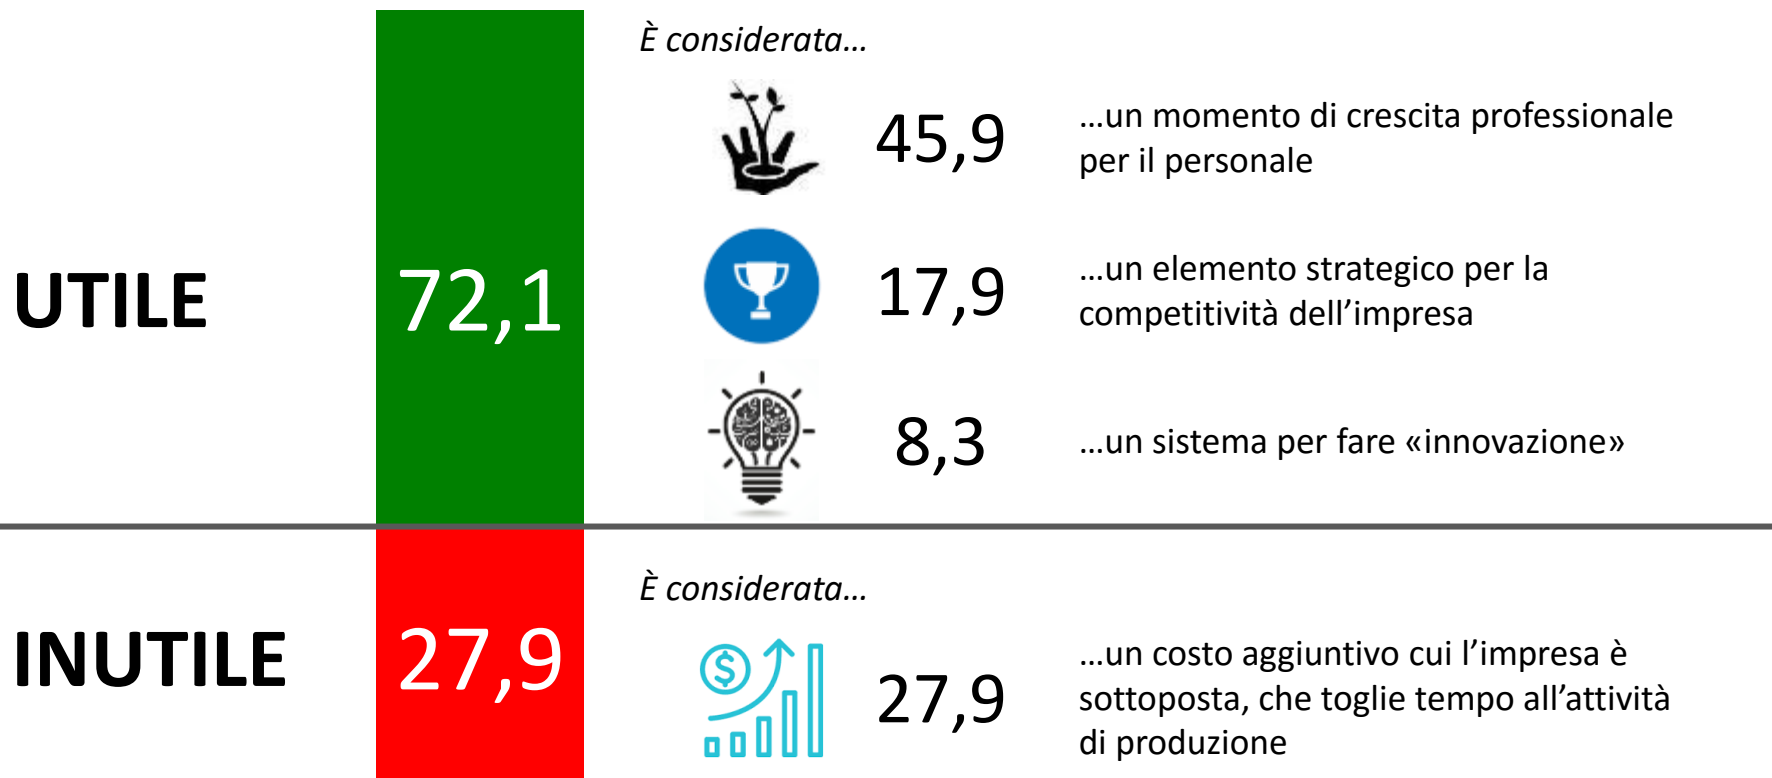 È considerata…
45,9
…un momento di crescita professionale
per il personale
UTILE
72,1
17,9
…un elemento strategico per la
competitività dell’impresa
8,3
…un sistema per fare «innovazione»
È considerata…
INUTILE
27,9
$
27,9
…un costo aggiuntivo cui l’impresa è
sottoposta, che toglie tempo all’attività
di produzione